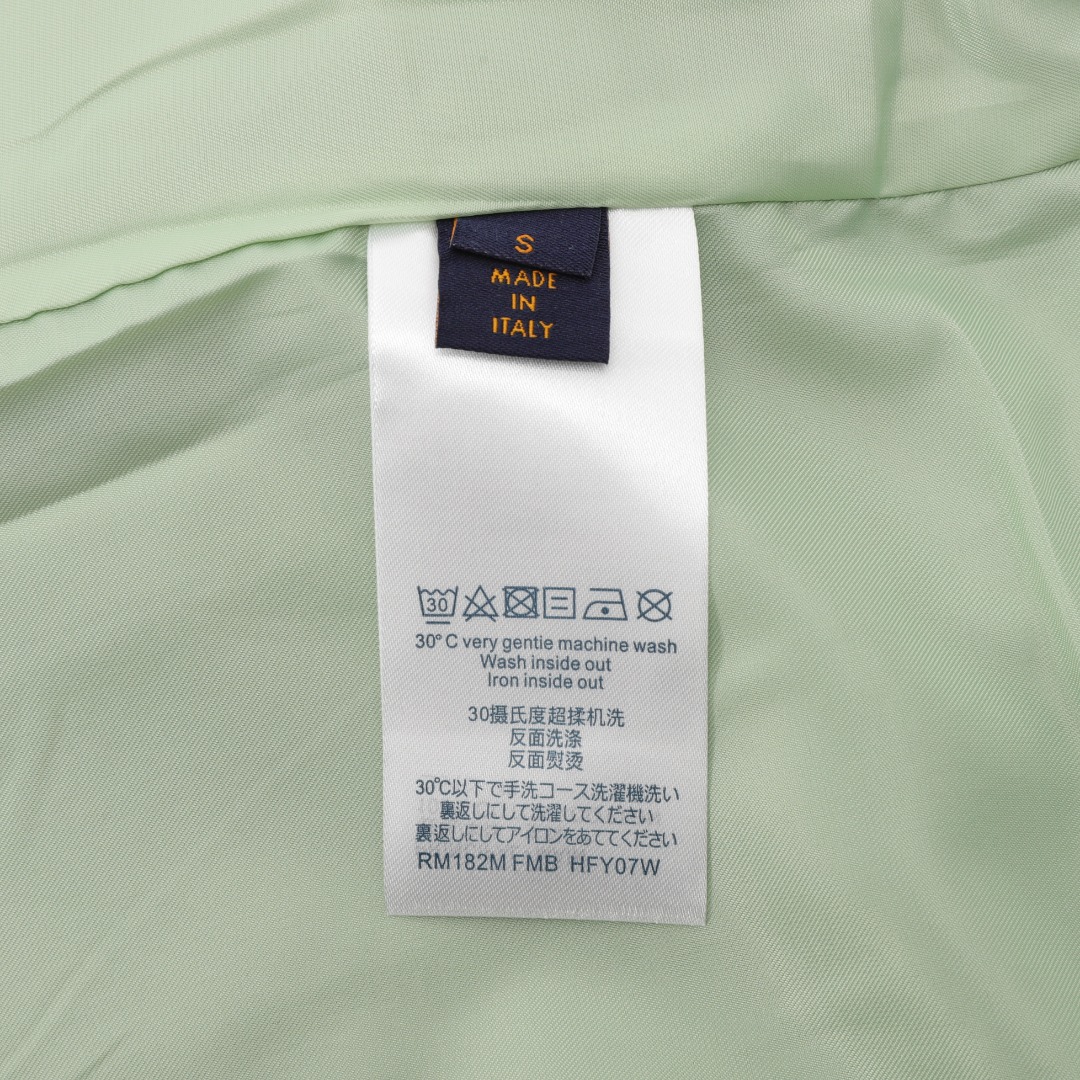 S
MADE
IN
ITALY
30
30°C very gentie machine wash
Wash inside out
Iron inside out
30摄氏度超揉机洗
反面洗涤
反面熨烫
30℃以下で手洗コース洗濯機洗い
裏返しにして洗濯してください
裏返しにしてアイロンをあててください
RM182M FMB HFY07W